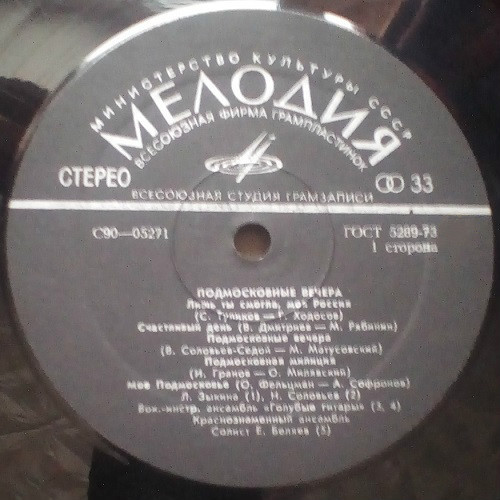 МИНИСТЕРСТВО КУЛЬТУРЫ СССР
МЕЛОДИЯ
ВСЕСОЮЗНАЯ ФИРМА ГРАМПЛАСТИНОК
СТЕРЕО
33
ВСЕСОЮЗНАЯ СТУДИЯ ГРАМЗАПИСИ
С90—05271
ГОСТ 5289-73
1 сторона
ПОДМОСКОВНЫЕ ВЕЧЕРА
Лишь ты смогла, моя Россия
(С. Туликов — Г. Ходосов)
Счастливый день (В. Дмитриев — М. Рябинин)
Подмосковные вечера
(В. Соловьев-Седой — М. Матусовский)
Подмосковная милиция
(И. Гранов — О. Милявский)
Мое Подмосковье (О. Фельцман — А. Софронов)
Л. Зыкина (1), Н. Соловьев (2)
Вок.-инстр. ансамбль «Голубые гитары» (3, 4)
Краснознаменный ансамбль
Солист Е. Беляев (5)